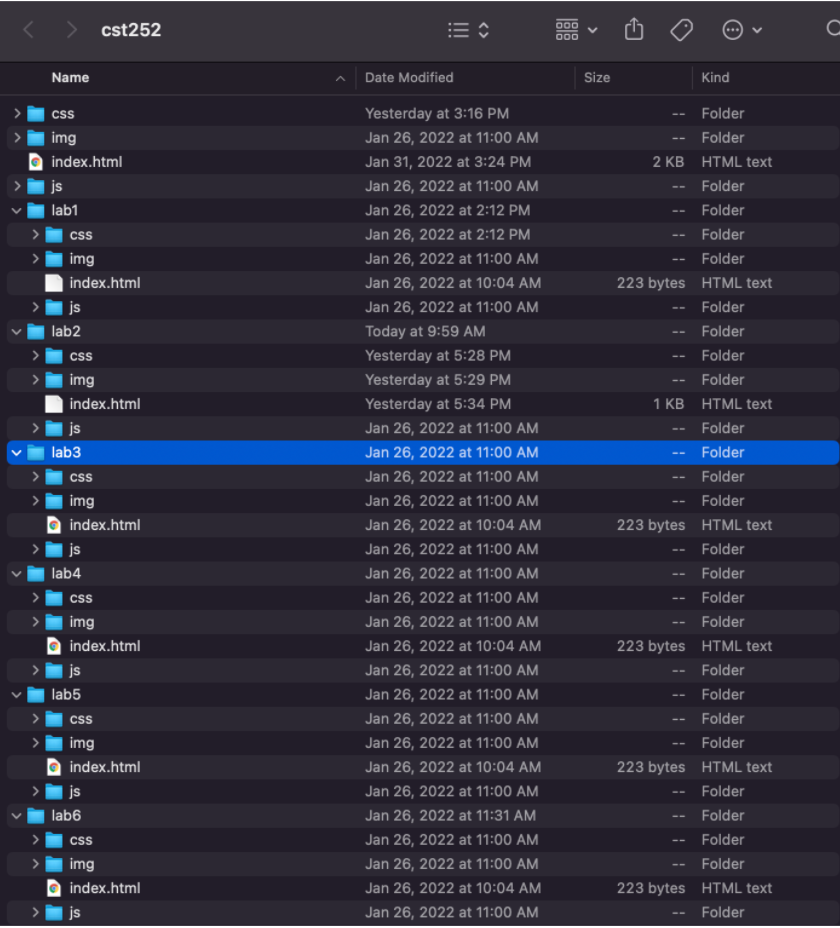 cst252
Name Date Modified Size Kind
css Yesterday at 3:16 PM -- Folder
img Jan 26, 2022 at 11:00 AM -- Folder
index.html Jan 31, 2022 at 3:24 PM 2 KB HTML text
js Jan 26, 2022 at 11:00 AM -- Folder
lab1 Jan 26, 2022 at 2:12 PM -- Folder
css Jan 26, 2022 at 2:12 PM -- Folder
img Jan 26, 2022 at 11:00 AM -- Folder
index.html Jan 26, 2022 at 10:04 AM 223 bytes HTML text
js Jan 26, 2022 at 11:00 AM -- Folder
lab2 Today at 9:59 AM -- Folder
css Yesterday at 5:28 PM -- Folder
img Yesterday at 5:29 PM -- Folder
index.html Yesterday at 5:34 PM 1 KB HTML text
js Jan 26, 2022 at 11:00 AM -- Folder
lab3 Jan 26, 2022 at 11:00 AM -- Folder
css Jan 26, 2022 at 11:00 AM -- Folder
img Jan 26, 2022 at 11:00 AM -- Folder
index.html Jan 26, 2022 at 10:04 AM 223 bytes HTML text
js Jan 26, 2022 at 11:00 AM -- Folder
lab4 Jan 26, 2022 at 11:00 AM -- Folder
css Jan 26, 2022 at 11:00 AM -- Folder
img Jan 26, 2022 at 11:00 AM -- Folder
index.html Jan 26, 2022 at 10:04 AM 223 bytes HTML text
js Jan 26, 2022 at 11:00 AM -- Folder
lab5 Jan 26, 2022 at 11:00 AM -- Folder
css Jan 26, 2022 at 11:00 AM -- Folder
img Jan 26, 2022 at 11:00 AM -- Folder
index.html Jan 26, 2022 at 10:04 AM 223 bytes HTML text
js Jan 26, 2022 at 11:00 AM -- Folder
lab6 Jan 26, 2022 at 11:31 AM -- Folder
css Jan 26, 2022 at 11:00 AM -- Folder
img Jan 26, 2022 at 11:00 AM -- Folder
index.html Jan 26, 2022 at 10:04 AM 223 bytes HTML text
js Jan 26, 2022 at 11:00 AM -- Folder